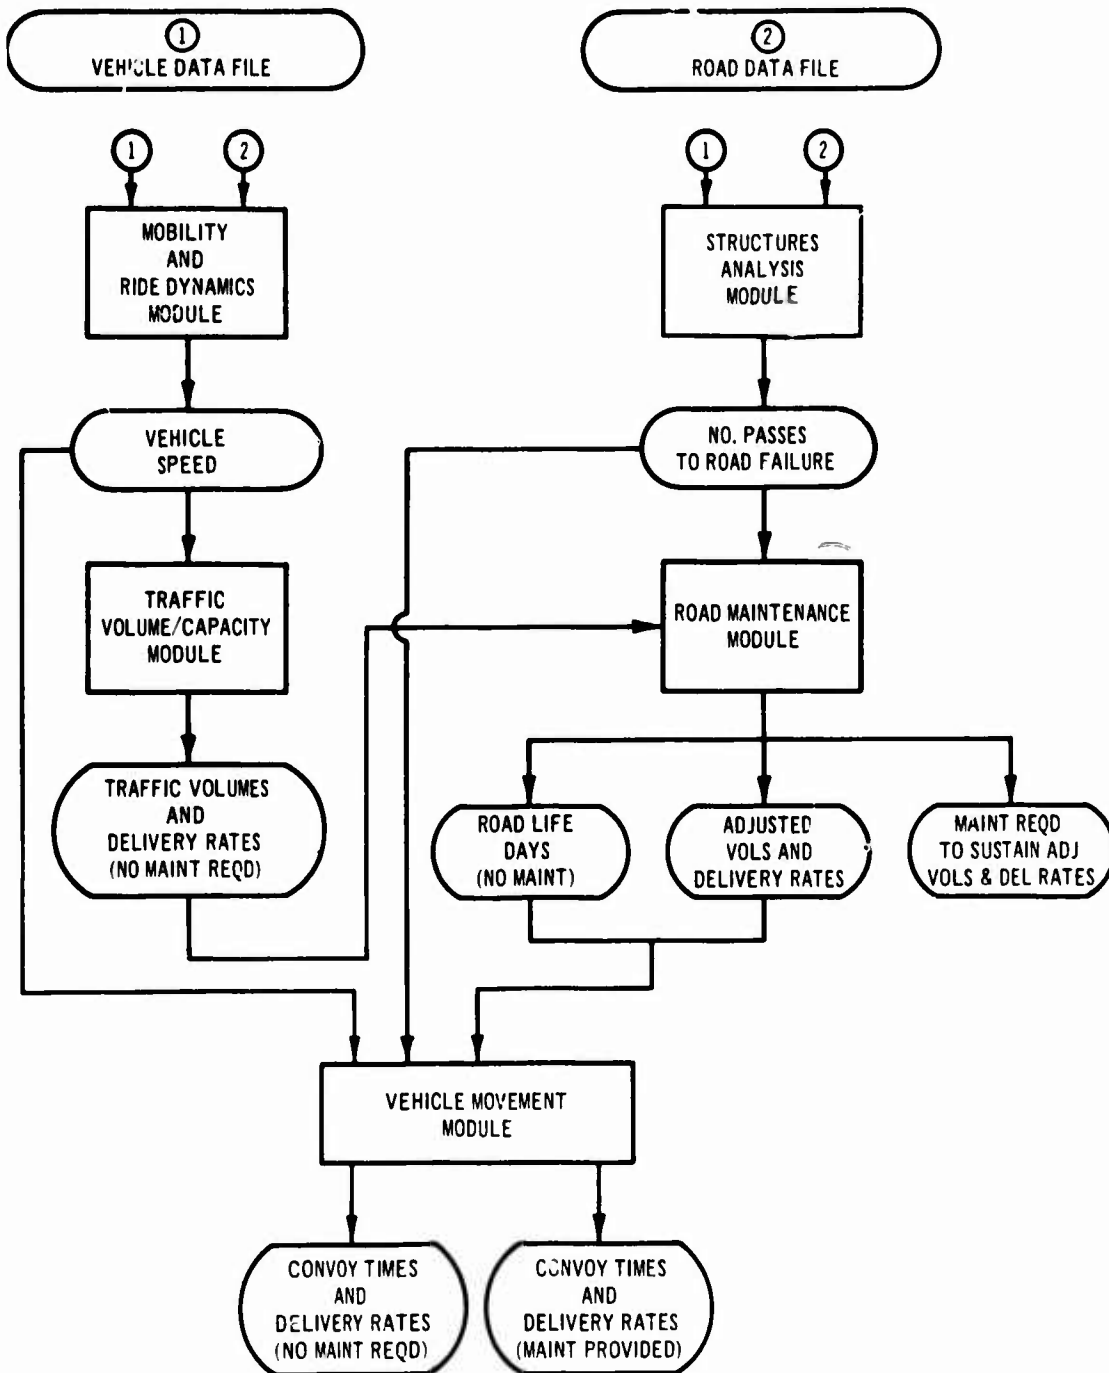 1
VEHICLE DATA FILE
2
ROAD DATA FILE
1
2
1
2
MOBILITY
AND
RIDE DYNAMICS
MODULE
STRUCTURES
ANALYSIS
MODULE
VEHICLE
SPEED
NO. PASSES
TO ROAD FAILURE
TRAFFIC
VOLUME/CAPACITY
MODULE
ROAD MAINTENANCE
MODULE
TRAFFIC VOLUMES
AND
DELIVERY RATES
(NO MAINT REQD)
ROAD LIFE
DAYS
(NO MAINT)
ADJUSTED
VOLS AND
DELIVERY RATES
MAINT REQD
TO SUSTAIN ADJ
VOLS & DEL RATES
VEHICLE MOVEMENT
MODULE
CONVOY TIMES
AND
DELIVERY RATES
(NO MAINT REQD)
CONVOY TIMES
AND
DELIVERY RATES
(MAINT PROVIDED)